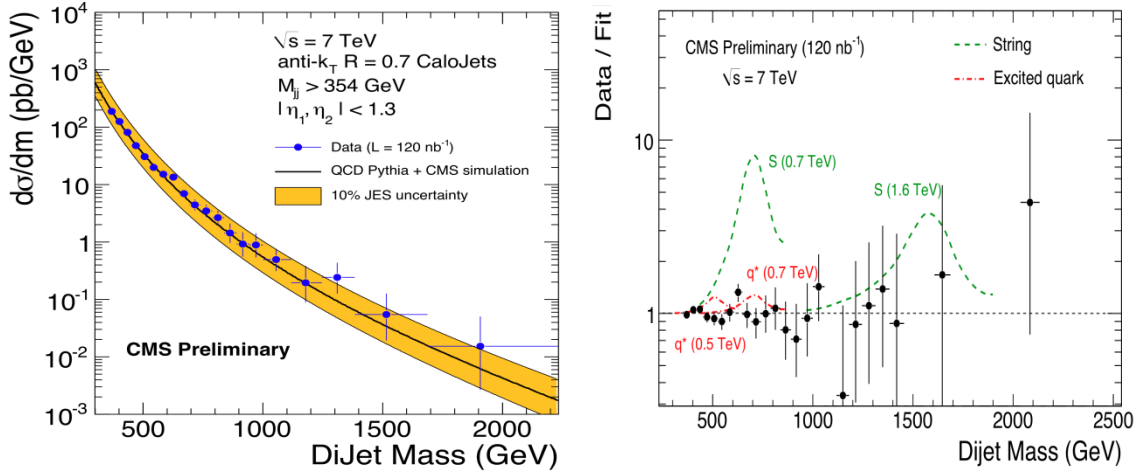 dσ/dm (pb/GeV)
10⁴
10³
10²
10
1
10⁻¹
10⁻²
10⁻³
√s = 7 TeV
anti-k_T R = 0.7 CaloJets
M_jj > 354 GeV
| η₁, η₂ | < 1.3
Data (L = 120 nb⁻¹)
QCD Pythia + CMS simulation
10% JES uncertainty
CMS Preliminary
500 1000 1500 2000
DiJet Mass (GeV)
Data / Fit
10
1
CMS Preliminary (120 nb⁻¹)
√s = 7 TeV
String
Excited quark
S (0.7 TeV)
S (1.6 TeV)
q* (0.7 TeV)
q* (0.5 TeV)
500 1000 1500 2000 2500
Dijet Mass (GeV)